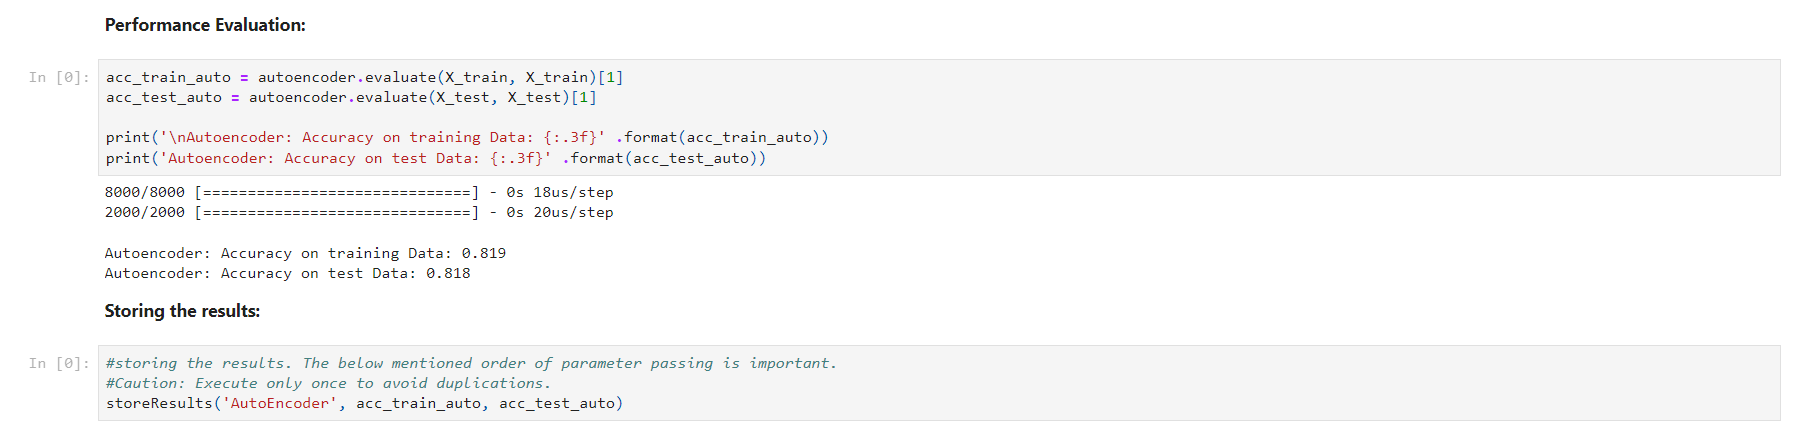 Performance Evaluation:
In [0]:
acc_train_auto = autoencoder.evaluate(X_train, X_train)[1]
acc_test_auto = autoencoder.evaluate(X_test, X_test)[1]
print('\nAutoencoder: Accuracy on training Data: {:.3f}' .format(acc_train_auto))
print('Autoencoder: Accuracy on test Data: {:.3f}' .format(acc_test_auto))
8000/8000 [==============================] - 0s 18us/step
2000/2000 [==============================] - 0s 20us/step
Autoencoder: Accuracy on training Data: 0.819
Autoencoder: Accuracy on test Data: 0.818
Storing the results:
In [0]:
#storing the results. The below mentioned order of parameter passing is important.
#Caution: Execute only once to avoid duplications.
storeResults('AutoEncoder', acc_train_auto, acc_test_auto)